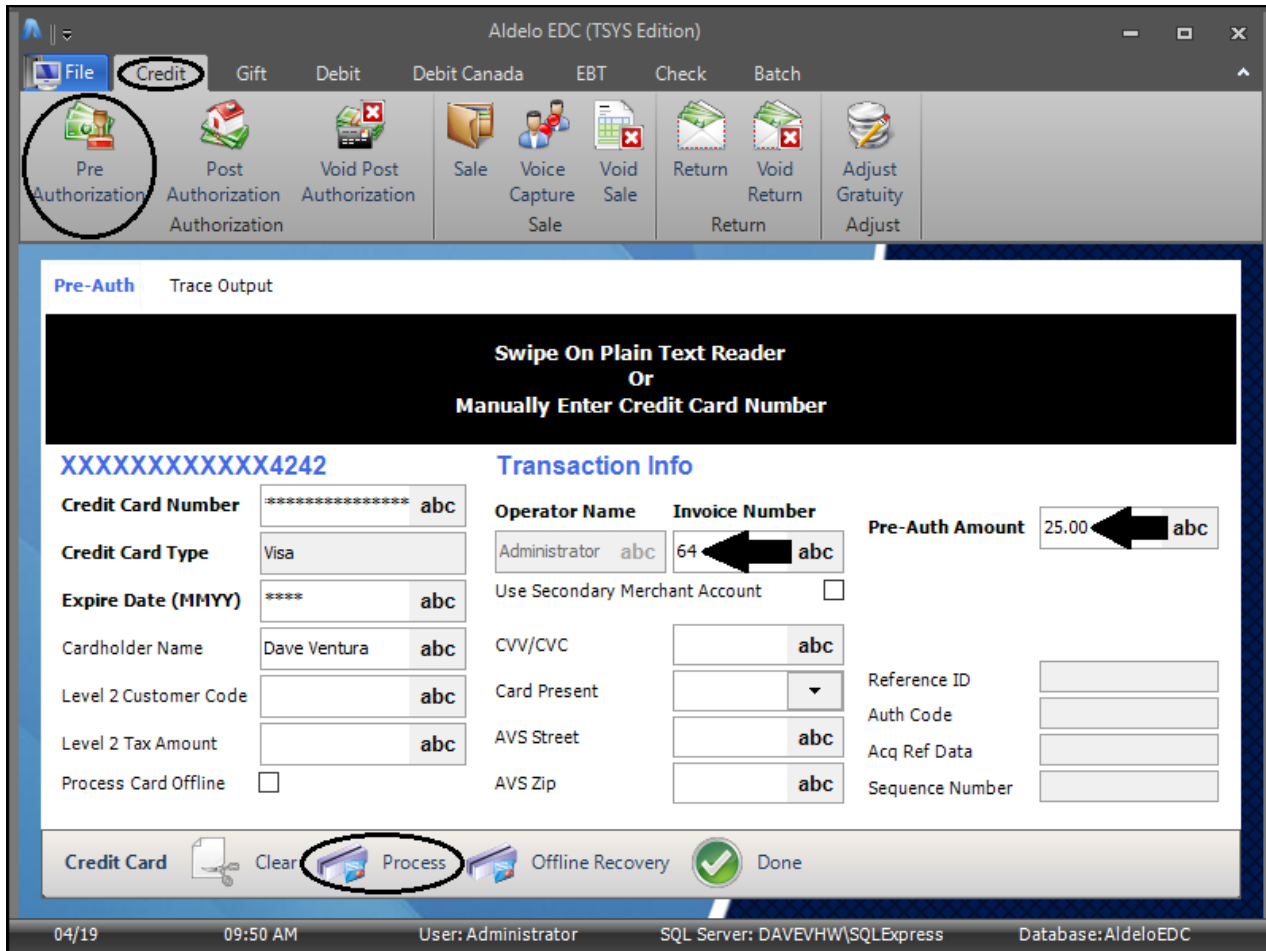 Aldelo EDC (TSYS Edition)
File Credit Gift Debit Debit Canada EBT Check Batch
Pre Authorization Post Authorization Void Post Authorization Sale Voice Capture Void Sale Return Void Return Adjust Gratuity
Authorization Sale Return Adjust
Pre-Auth Trace Output
Swipe On Plain Text Reader
Or
Manually Enter Credit Card Number
XXXXXXXXXXXX4242 Transaction Info
Credit Card Number *************** abc
Operator Name Invoice Number
Pre-Auth Amount 25.00 abc
Credit Card Type Visa
Administrator abc 64 abc
Expire Date (MMYY) **** abc
Use Secondary Merchant Account
Cardholder Name Dave Ventura abc
CVV/CVC abc
Level 2 Customer Code abc
Card Present
Reference ID
Auth Code
Level 2 Tax Amount abc
AVS Street abc
Acq Ref Data
Process Card Offline
AVS Zip abc
Sequence Number
Credit Card Clear Process Offline Recovery Done
04/19 09:50 AM User: Administrator SQL Server: DAVEVHW\SQLExpress Database:AldeloEDC